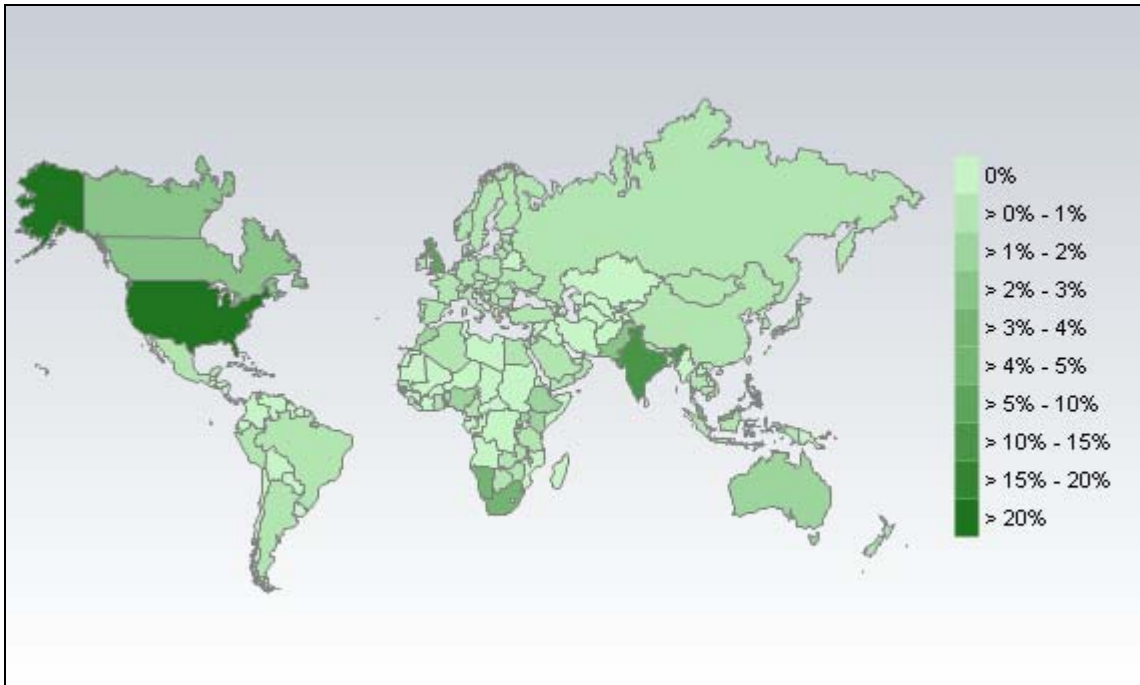 0%
> 0% - 1%
> 1% - 2%
> 2% - 3%
> 3% - 4%
> 4% - 5%
> 5% - 10%
> 10% - 15%
> 15% - 20%
> 20%